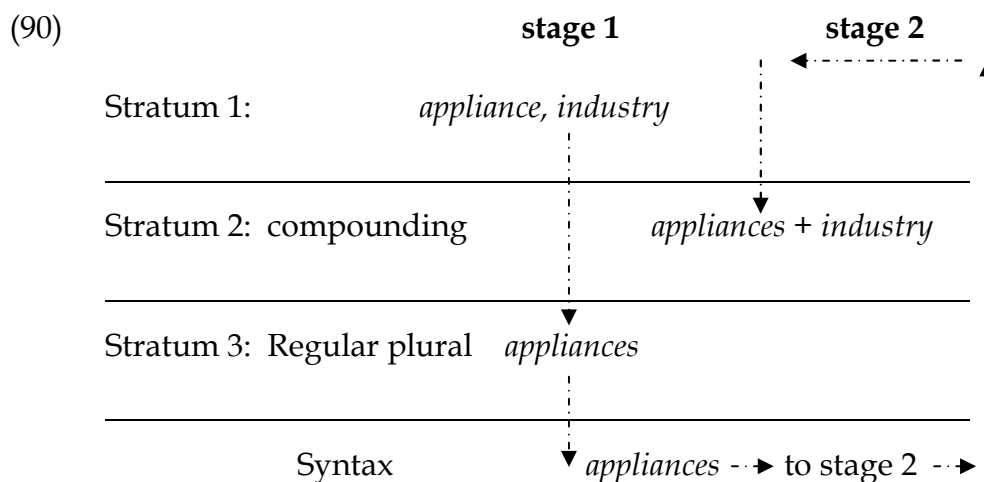 (90) stage 1 stage 2
Stratum 1: appliance, industry
Stratum 2: compounding appliances + industry
Stratum 3: Regular plural appliances
Syntax appliances to stage 2